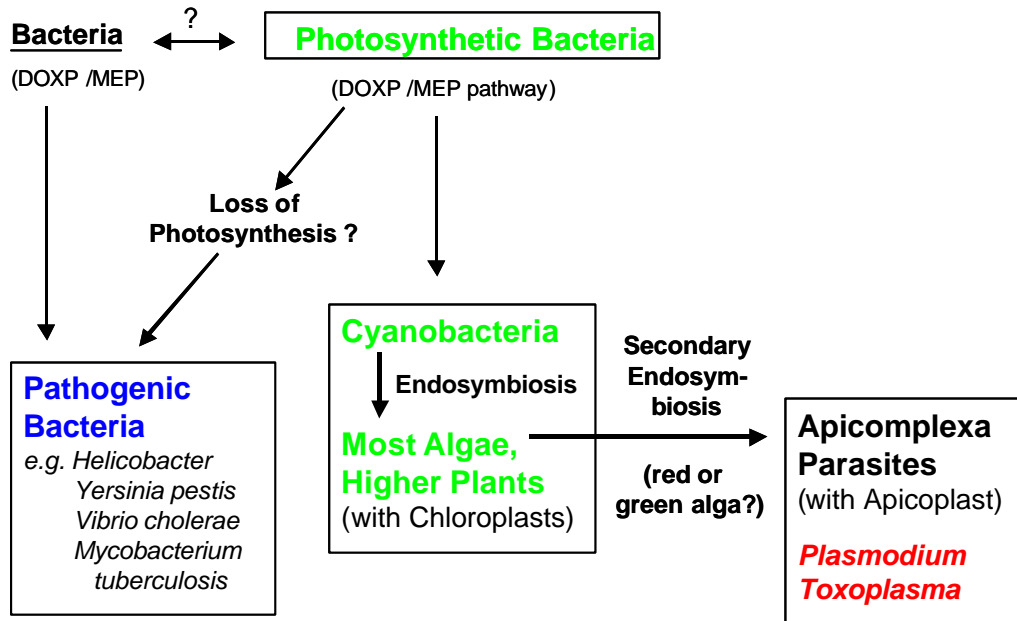 ?
Bacteria
Photosynthetic Bacteria
(DOXP /MEP)
(DOXP /MEP pathway)
Loss of
Photosynthesis ?
Cyanobacteria
Endosymbiosis
Most Algae,
Higher Plants
(with Chloroplasts)
Secondary
Endosym-
biosis
(red or
green alga?)
Pathogenic
Bacteria
e.g. Helicobacter
Yersinia pestis
Vibrio cholerae
Mycobacterium
tuberculosis
Apicomplexa
Parasites
(with Apicoplast)
Plasmodium
Toxoplasma